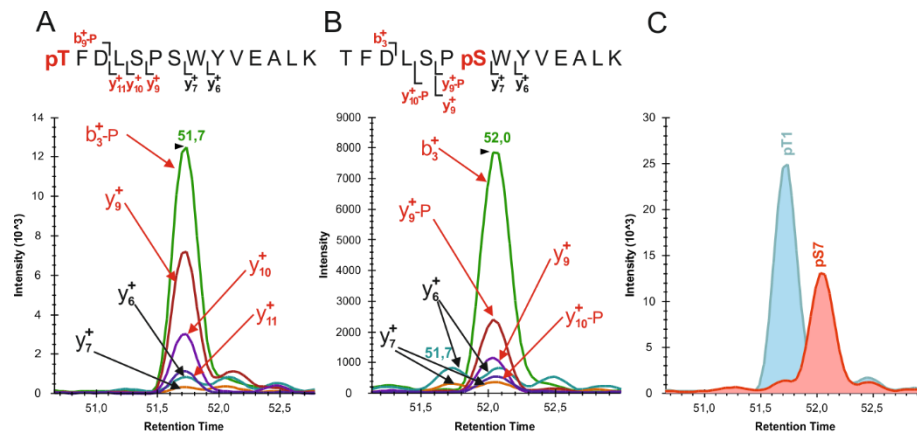 A
b9+-P
pT F D L S P S W Y V E A L K
y11+ y10+ y9+ y7+ y6+
14
12
10
8
6
4
2
0
Intensity (10^3)
51,7
b3+-P
y9+
y10+
y6+
y11+
y7+
51,0 51,5 52,0 52,5
Retention Time
B
b3+
T F D L S P pS W Y V E A L K
y10+-P y9+-P y7+ y6+
y9+
9000
8000
7000
6000
5000
4000
3000
2000
1000
0
Intensity
52,0
b3+
y9+-P
y9+
y6+
y10+-P
y7+
51,7
51,5 52,0 52,5
Retention Time
C
30
25
20
15
10
5
0
Intensity (10^3)
pT1
pS7
51,0 51,5 52,0 52,5
Retention Time